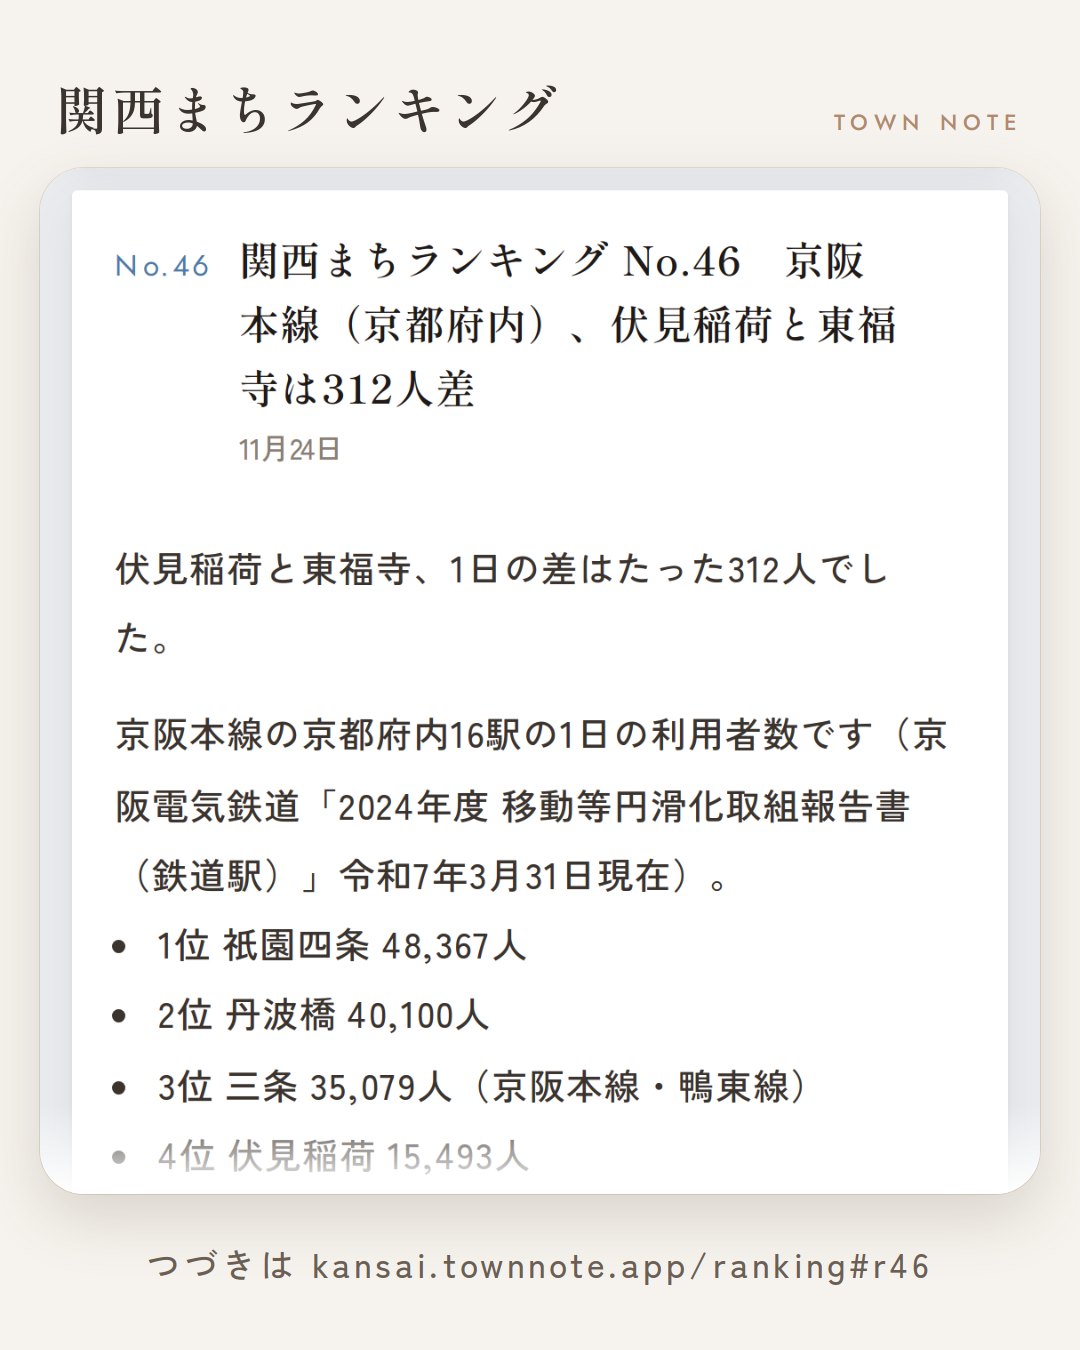 関西まちランキング
TOWN NOTE
No.46
関西まちランキング No.46　京阪
本線（京都府内）、伏見稲荷と東福
寺は312人差
11月24日
伏見稲荷と東福寺、1日の差はたった312人でし
た。
京阪本線の京都府内16駅の1日の利用者数です（京
阪電気鉄道「2024年度 移動等円滑化取組報告書
（鉄道駅）」令和7年3月31日現在）。
• 1位 祇園四条 48,367人
• 2位 丹波橋 40,100人
• 3位 三条 35,079人（京阪本線・鴨東線）
• 4位 伏見稲荷 15,493人
つづきは kansai.townnote.app/ranking#r46